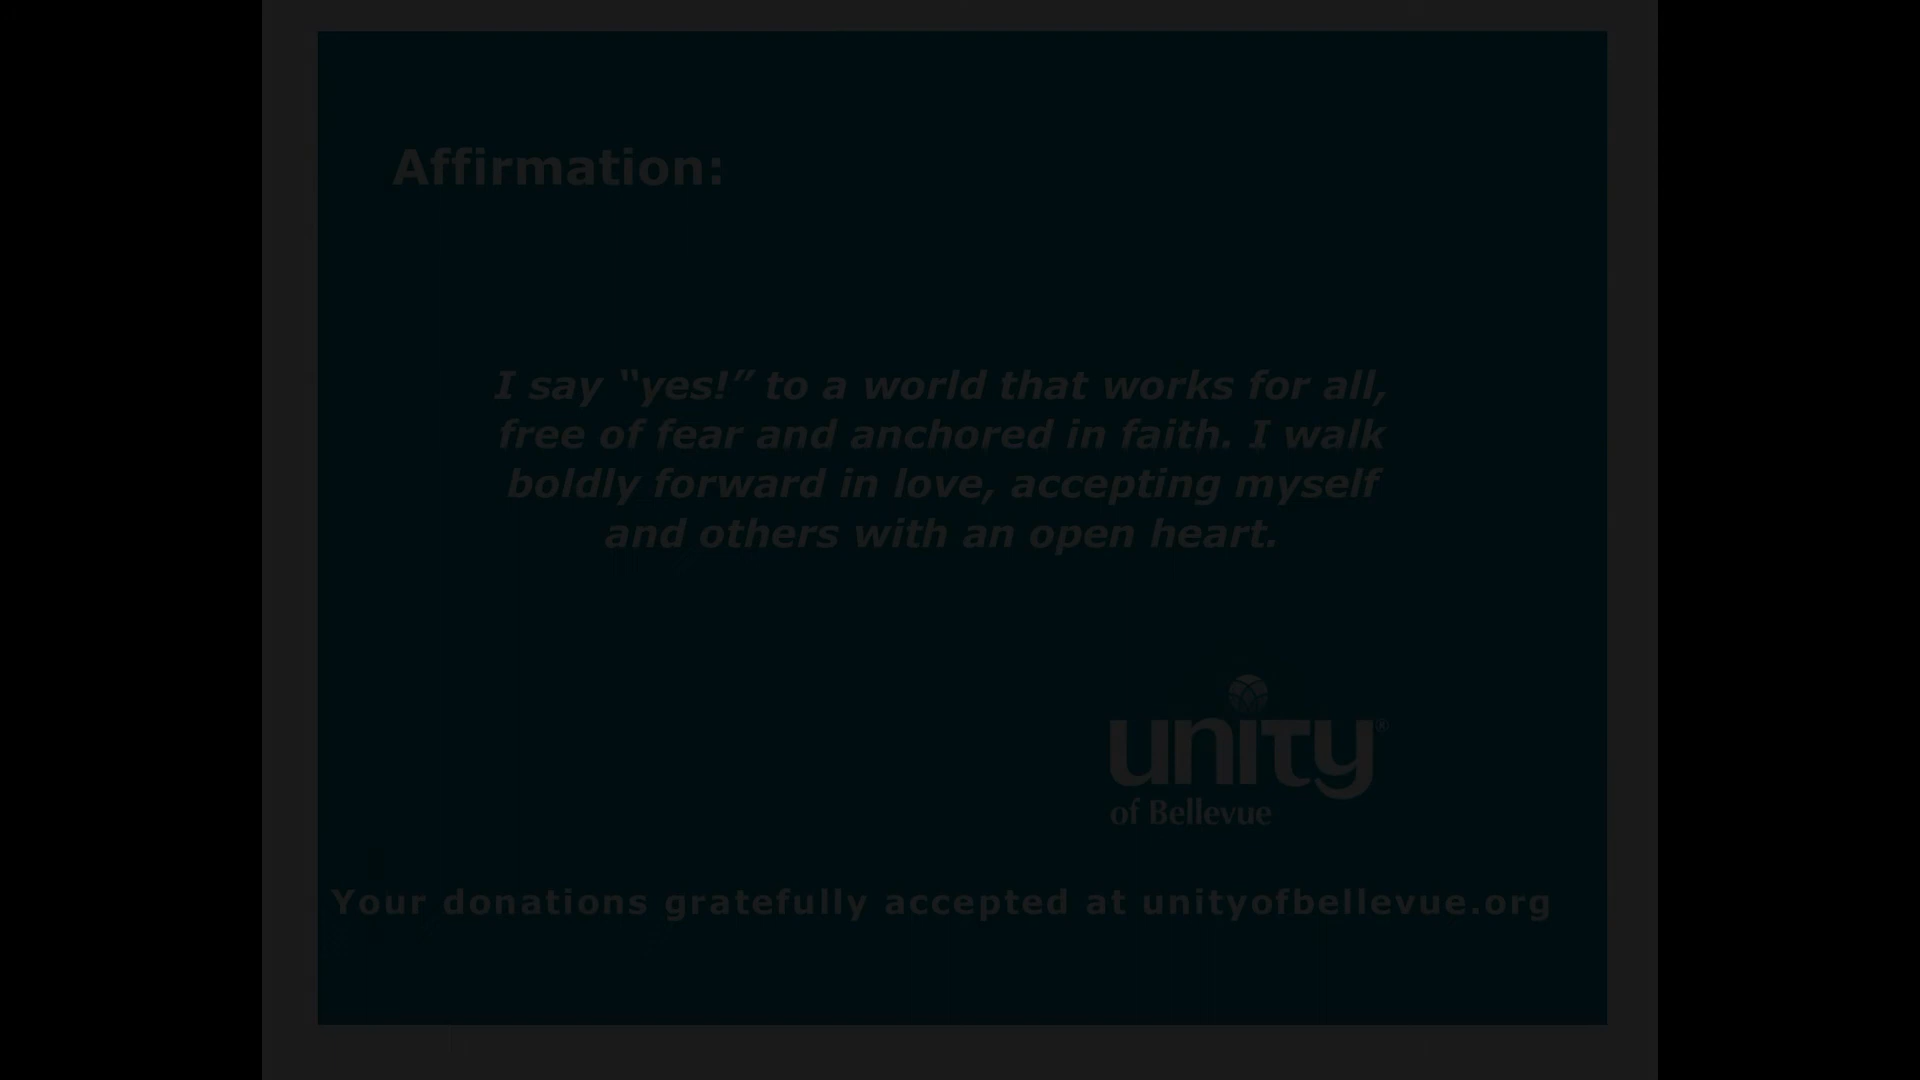 Affirmation:
I say “yes!” to a world that works for all,
free of fear and anchored in faith. I walk
boldly forward in love, accepting myself
and others with an open heart.
unity®
of Bellevue
Your donations gratefully accepted at unityofbellevue.org